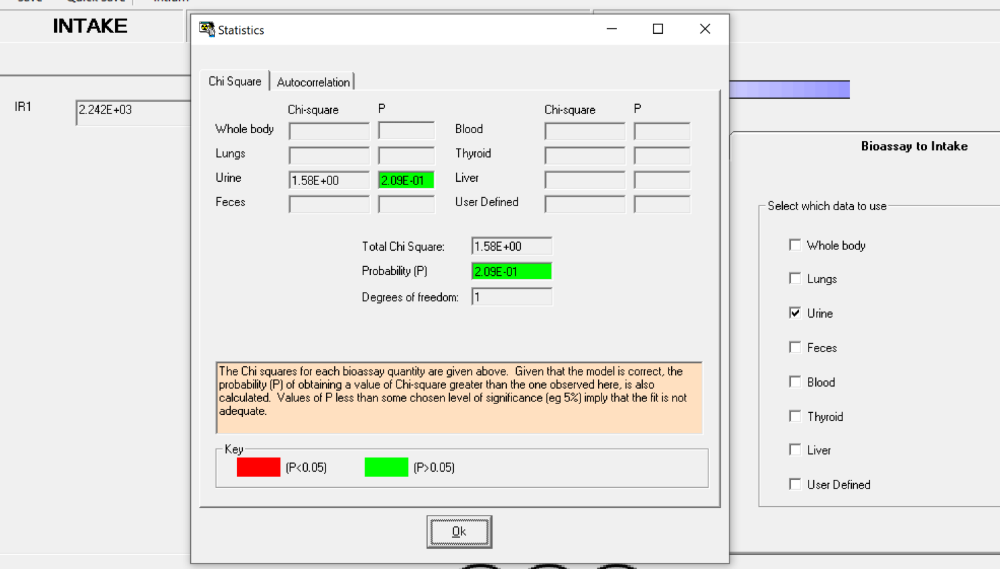 Save Quick Save
INTAKE
Statistics
Chi Square Autocorrelation
IR1 2.242E+03
Chi-square P Chi-square P
Whole body Blood
Lungs Thyroid
Urine 1.58E+00 2.09E-01 Liver
Feces User Defined
Total Chi Square: 1.58E+00
Probability (P) 2.09E-01
Degrees of freedom: 1
The Chi squares for each bioassay quantity are given above. Given that the model is correct, the
probability (P) of obtaining a value of Chi-square greater than the one observed here, is also
calculated. Values of P less than some chosen level of significance (eg 5%) imply that the fit is not
adequate.
Key
(P<0.05) (P>0.05)
Ok
Bioassay to Intake
Select which data to use
Whole body
Lungs
Urine
Feces
Blood
Thyroid
Liver
User Defined